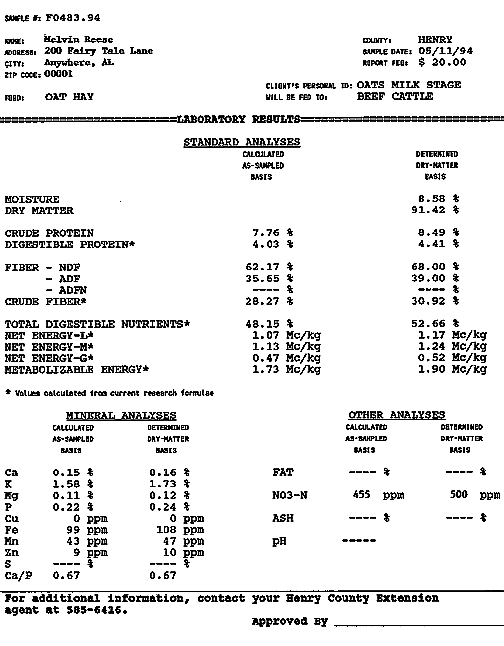 SAMPLE #: F0483.94
NAME: Melvin Reese COUNTY: HENRY
ADDRESS: 200 Fairy Tale Lane SAMPLE DATE: 05/11/94
CITY: Anywhere, AL REPORT FEE: $ 20.00
ZIP CODE: 00001
CLIENT'S PERSONAL ID: OATS MILK STAGE
FEED: OAT HAY WILL BE FED TO: BEEF CATTLE
LABORATORY RESULTS
STANDARD ANALYSES
CALCULATED DETERMINED
AS-SAMPLED DRY-MATTER
BASIS BASIS
MOISTURE 8.58 %
DRY MATTER 91.42 %
CRUDE PROTEIN 7.76 % 8.49 %
DIGESTIBLE PROTEIN* 4.03 % 4.41 %
FIBER - NDF 62.17 % 68.00 %
- ADF 35.65 % 39.00 %
- ADFN ---- % ---- %
CRUDE FIBER* 28.27 % 30.92 %
TOTAL DIGESTIBLE NUTRIENTS* 48.15 % 52.66 %
NET ENERGY-L* 1.07 Mc/kg 1.17 Mc/kg
NET ENERGY-M* 1.13 Mc/kg 1.24 Mc/kg
NET ENERGY-G* 0.47 Mc/kg 0.52 Mc/kg
METABOLIZABLE ENERGY* 1.73 Mc/kg 1.90 Mc/kg
* Values calculated from current research formulae
MINERAL ANALYSES OTHER ANALYSES
CALCULATED DETERMINED CALCULATED DETERMINED
AS-SAMPLED DRY-MATTER AS-SAMPLED DRY-MATTER
BASIS BASIS BASIS BASIS
Ca 0.15 % 0.16 % FAT ---- % ---- %
K 1.58 % 1.73 %
Mg 0.11 % 0.12 % NO3-N 455 ppm 500 ppm
P 0.22 % 0.24 %
Cu 0 ppm 0 ppm ASH ---- % ---- %
Fe 99 ppm 108 ppm
Mn 43 ppm 47 ppm pH -----
Zn 9 ppm 10 ppm
S ---- % ---- %
Ca/P 0.67 0.67
For additional information, contact your Henry County Extension
agent at 585-6416.
Approved By